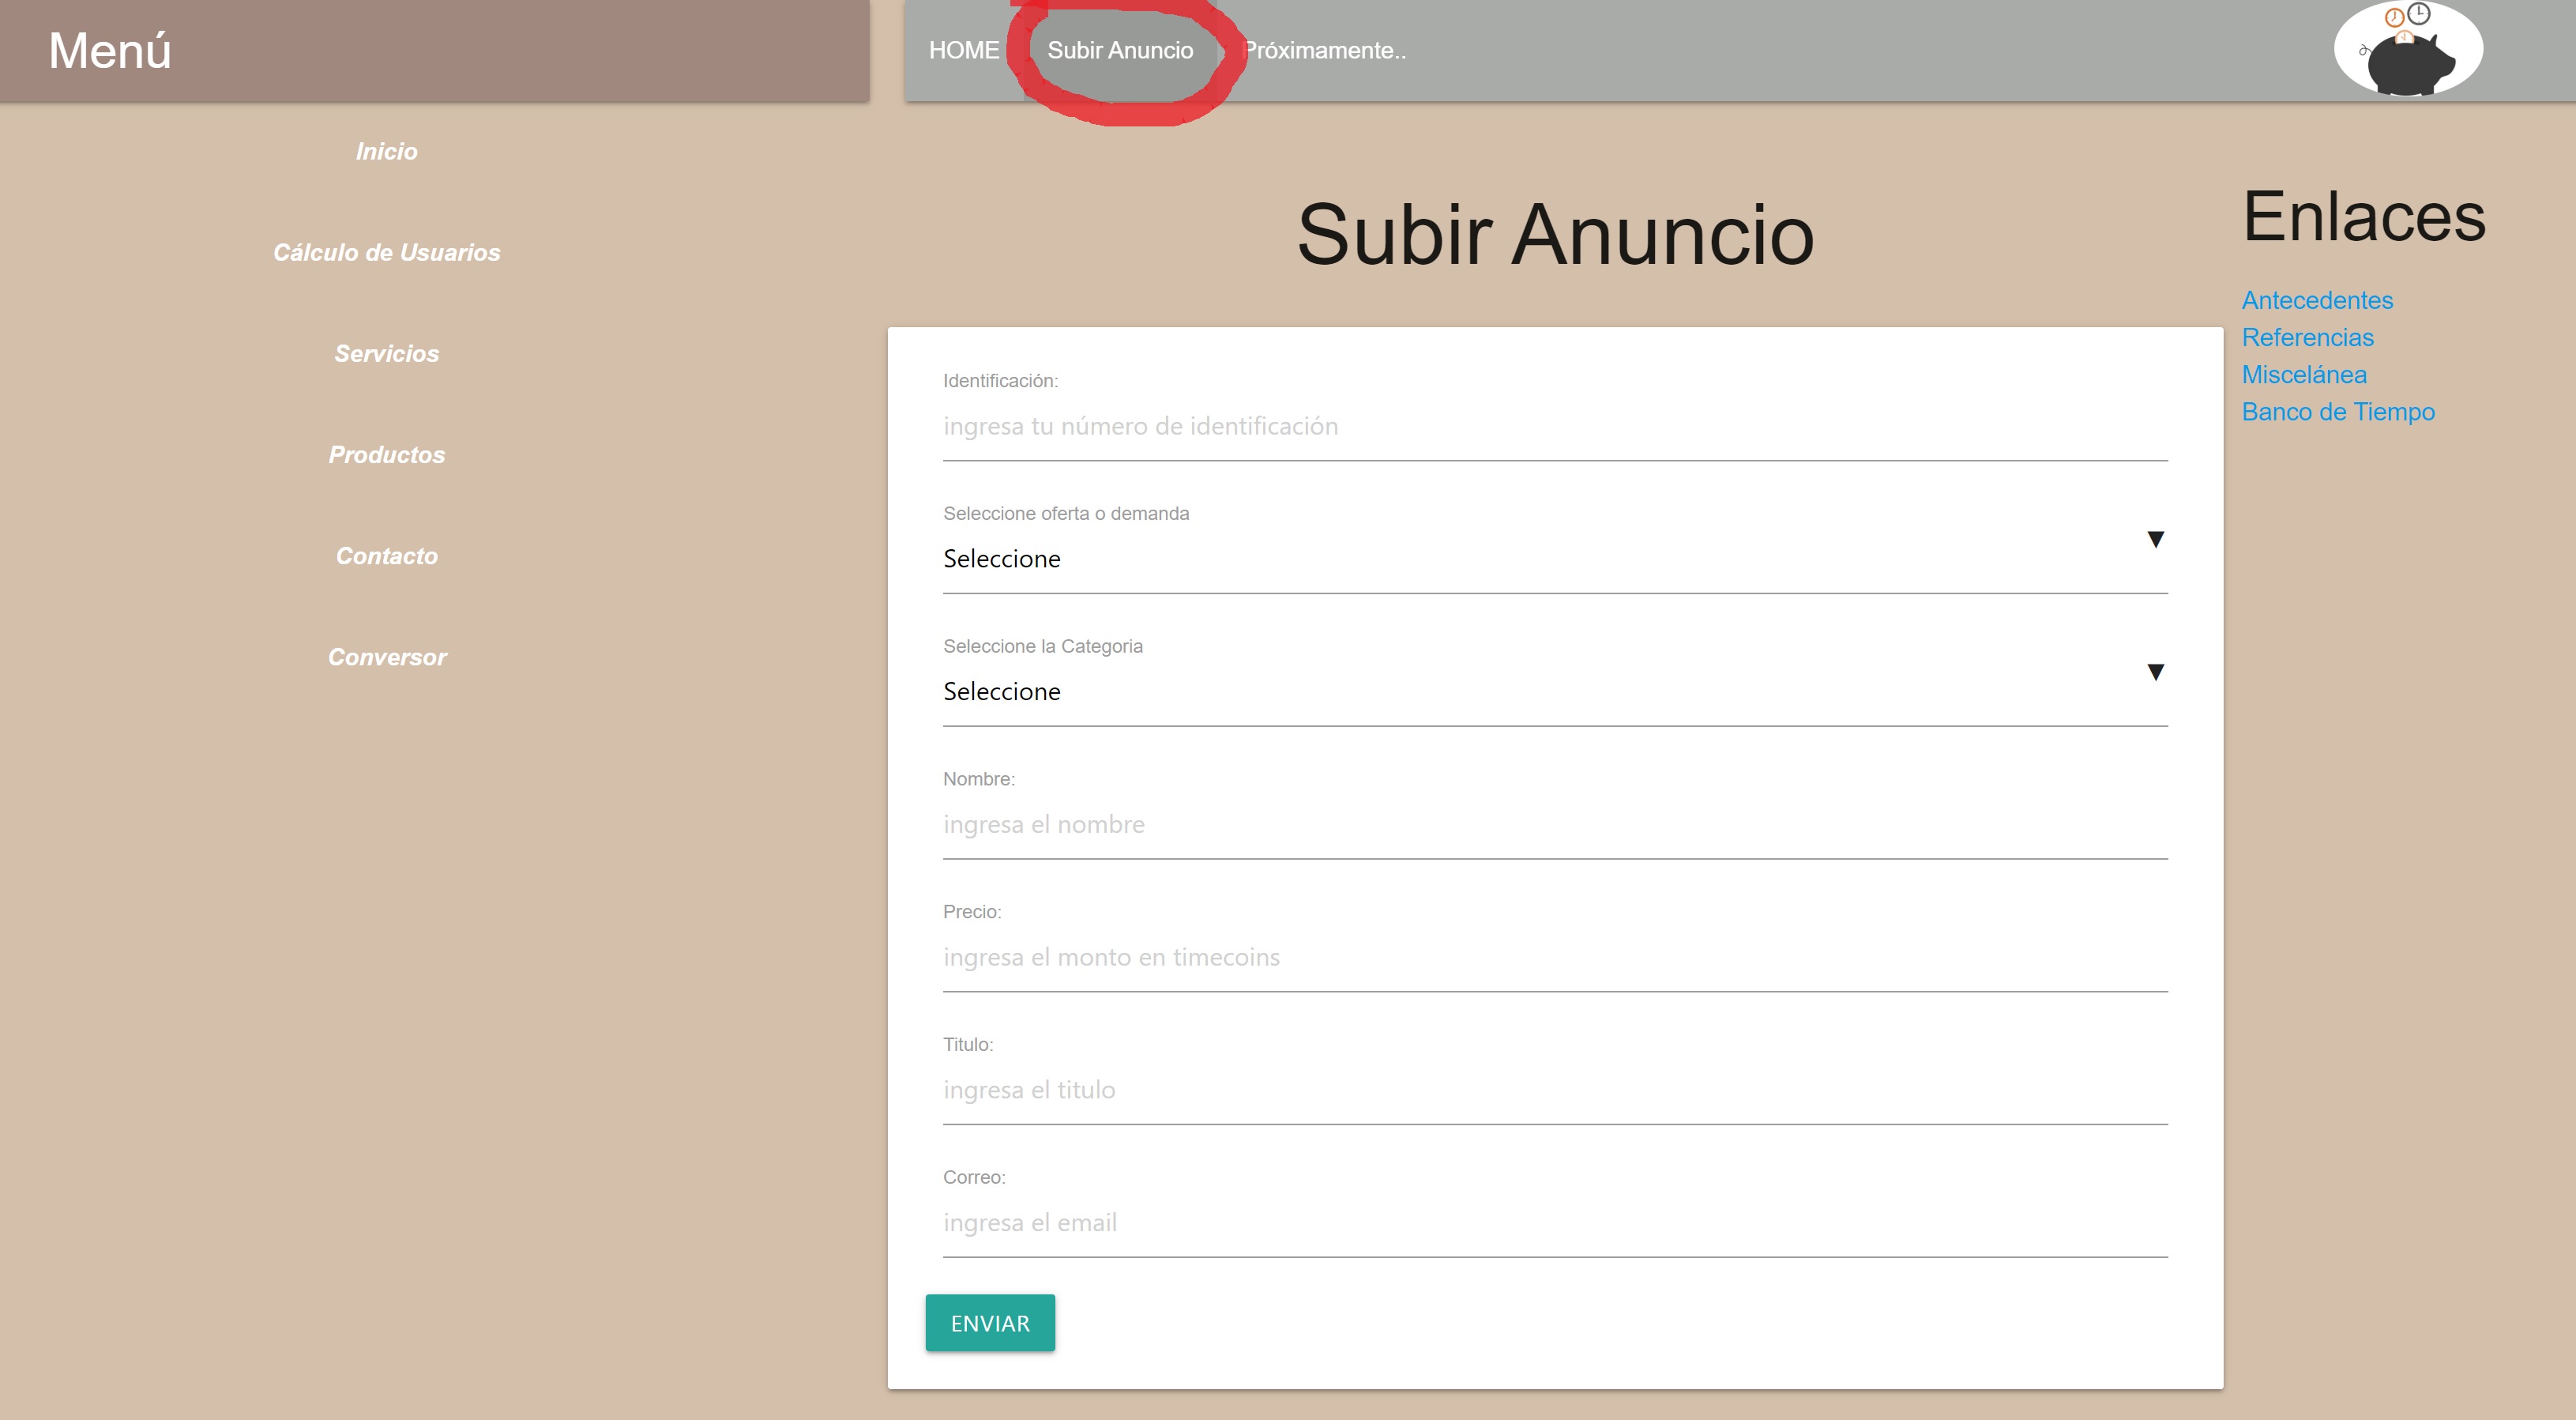 Menú
HOME
Subir Anuncio
Próximamente..
Inicio
Cálculo de Usuarios
Servicios
Productos
Contacto
Conversor
Subir Anuncio
Identificación:
ingresa tu número de identificación
Seleccione oferta o demanda
Seleccione
▼
Seleccione la Categoria
Seleccione
▼
Nombre:
ingresa el nombre
Precio:
ingresa el monto en timecoins
Titulo:
ingresa el titulo
Correo:
ingresa el email
ENVIAR
Enlaces
Antecedentes
Referencias
Miscelánea
Banco de Tiempo